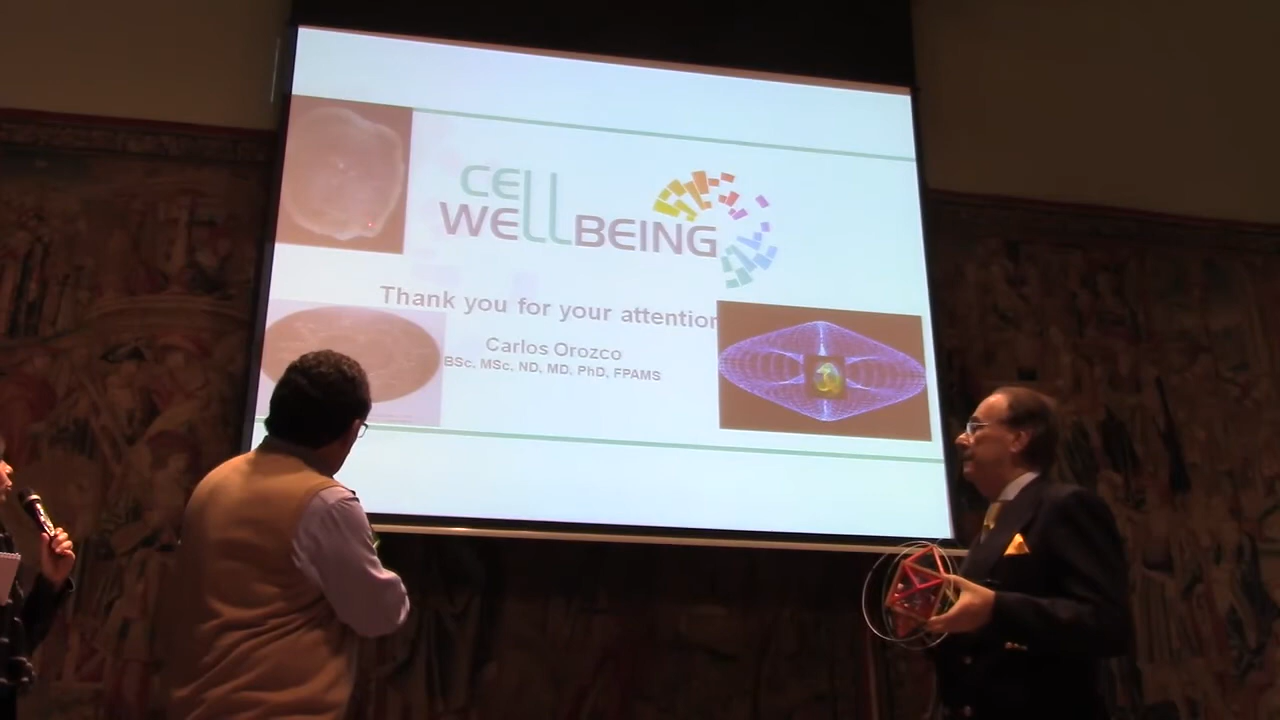 CELL
WELLBEING
Thank you for your attention
Carlos Orozco
BSc, MSc, ND, MD, PhD, FPAMS